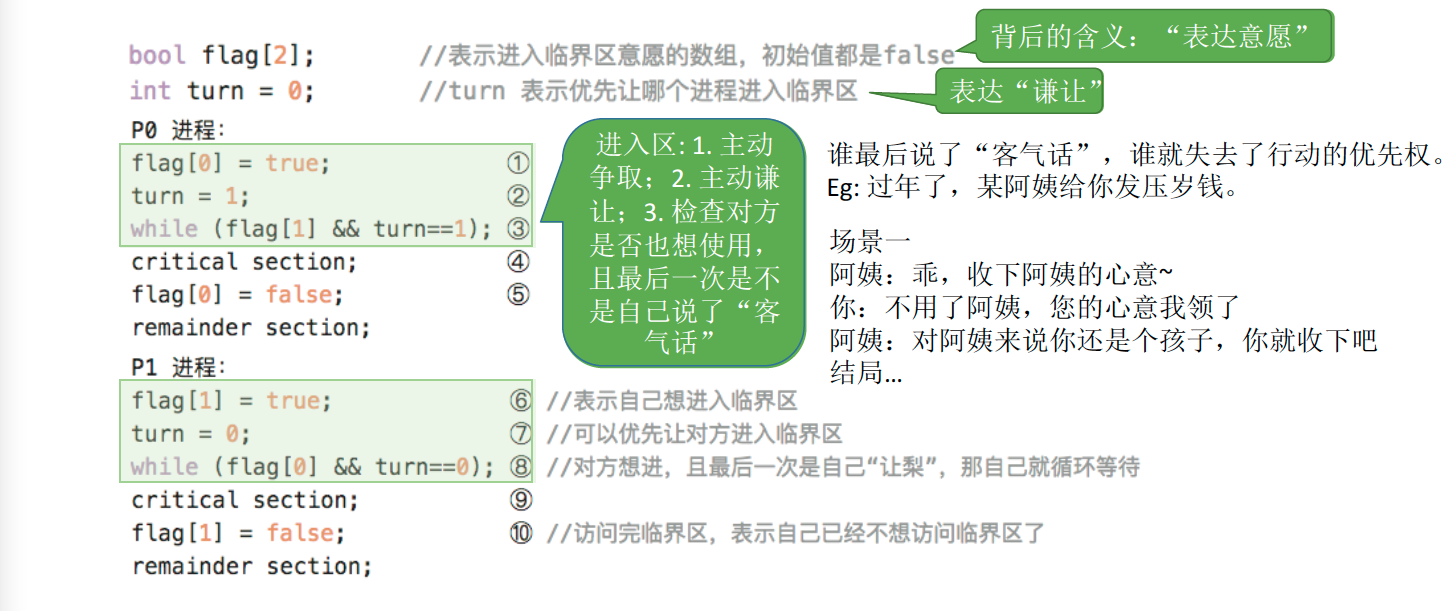 bool flag[2]; //表示进入临界区意愿的数组，初始值都是false
背后的含义：“表达意愿”
int turn = 0; //turn 表示优先让哪个进程进入临界区
表达“谦让”
P0 进程：
flag[0] = true; ①
turn = 1; ②
while (flag[1] && turn==1); ③
critical section; ④
flag[0] = false; ⑤
remainder section;
进入区: 1. 主动
争取；2. 主动谦
让；3. 检查对方
是否也想使用，
且最后一次是不
是自己说了“客
气话”
谁最后说了“客气话”，谁就失去了行动的优先权。
Eg: 过年了，某阿姨给你发压岁钱。
场景一
阿姨：乖，收下阿姨的心意~
你：不用了阿姨，您的心意我领了
阿姨：对阿姨来说你还是个孩子，你就收下吧
结局…
P1 进程：
flag[1] = true; ⑥ //表示自己想进入临界区
turn = 0; ⑦ //可以优先让对方进入临界区
while (flag[0] && turn==0); ⑧ //对方想进，且最后一次是自己“让梨”，那自己就循环等待
critical section; ⑨
flag[1] = false; ⑩ //访问完临界区，表示自己已经不想访问临界区了
remainder section;